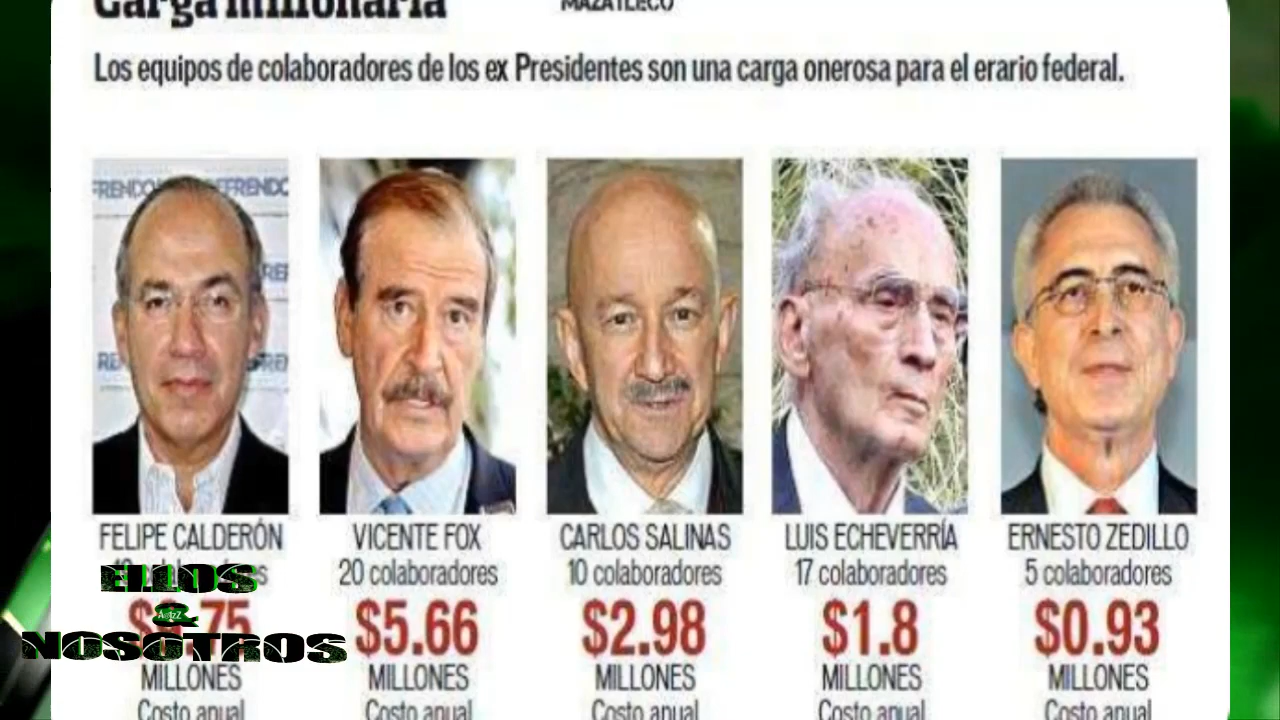 Carga millonaria
MAZATLECO
Los equipos de colaboradores de los ex Presidentes son una carga onerosa para el erario federal.
FRENDO REFRENDO
FELIPE CALDERÓN
VICENTE FOX
20 colaboradores
$5.66
MILLONES
Costo anual
CARLOS SALINAS
10 colaboradores
$2.98
MILLONES
Costo anual
LUIS ECHEVERRÍA
17 colaboradores
$1.8
MILLONES
Costo anual
ERNESTO ZEDILLO
5 colaboradores
$0.93
MILLONES
Costo anual
ELLOS
&
NOSOTROS
MILLONES
Costo anual